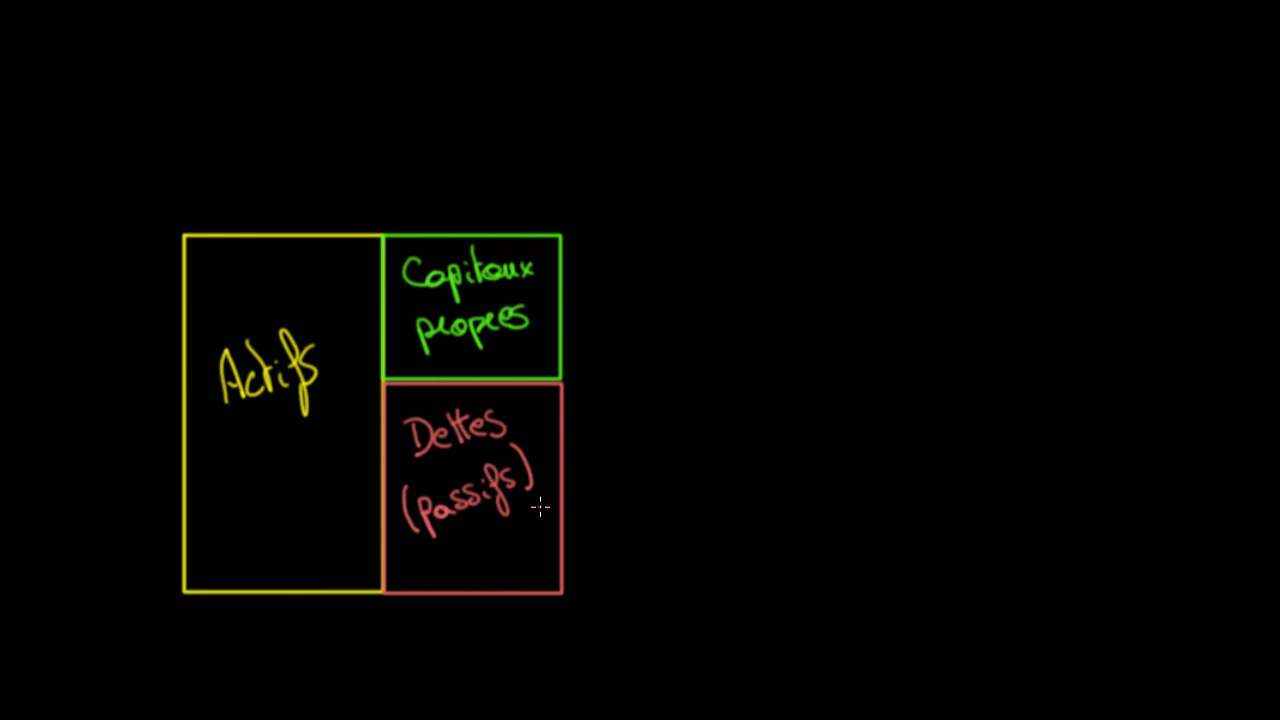 Actifs
Capitaux
propres
Dettes
(passifs)